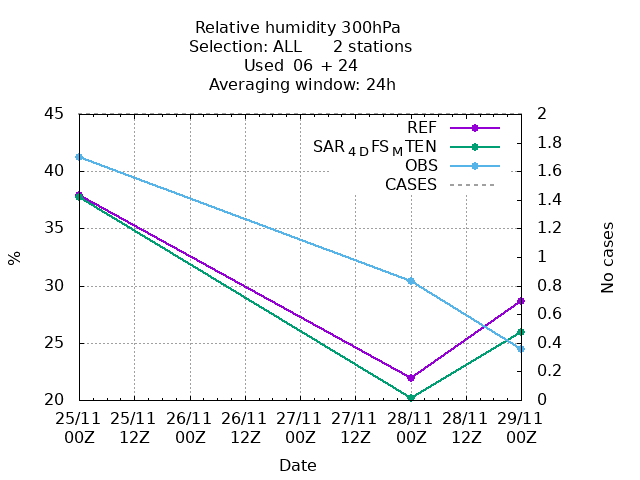 Relative humidity 300hPa
Selection: ALL 2 stations
Used 06 + 24
Averaging window: 24h
45 2
REF 1.8
SAR4DFSMTEN
40 OBS 1.6
CASES 1.4
35 1.2
% 1 No cases
30 0.8
0.6
25 0.4
0.2
20 0
25/11 25/11 26/11 26/11 27/11 27/11 28/11 28/11 29/11
00Z 12Z 00Z 12Z 00Z 12Z 00Z 12Z 00Z
Date